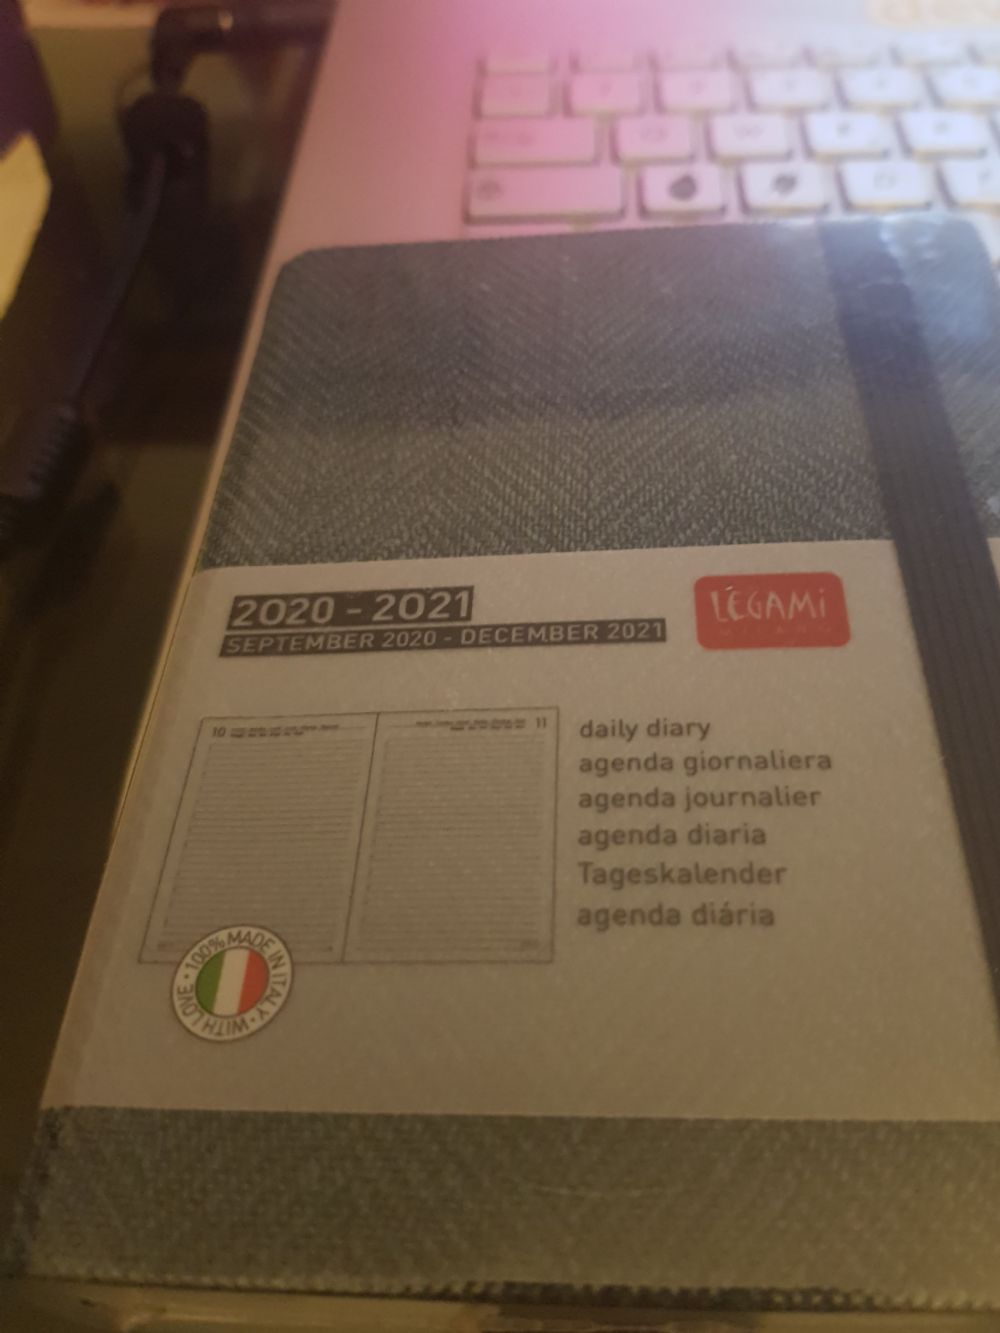 2020 - 2021
SEPTEMBER 2020 - DECEMBER 2021
LEGAMI
MILANO
10
11
daily diary
agenda giornaliera
agenda journalier
agenda diaria
Tageskalender
agenda diária
100% MADE IN ITALY • WITH LOVE •